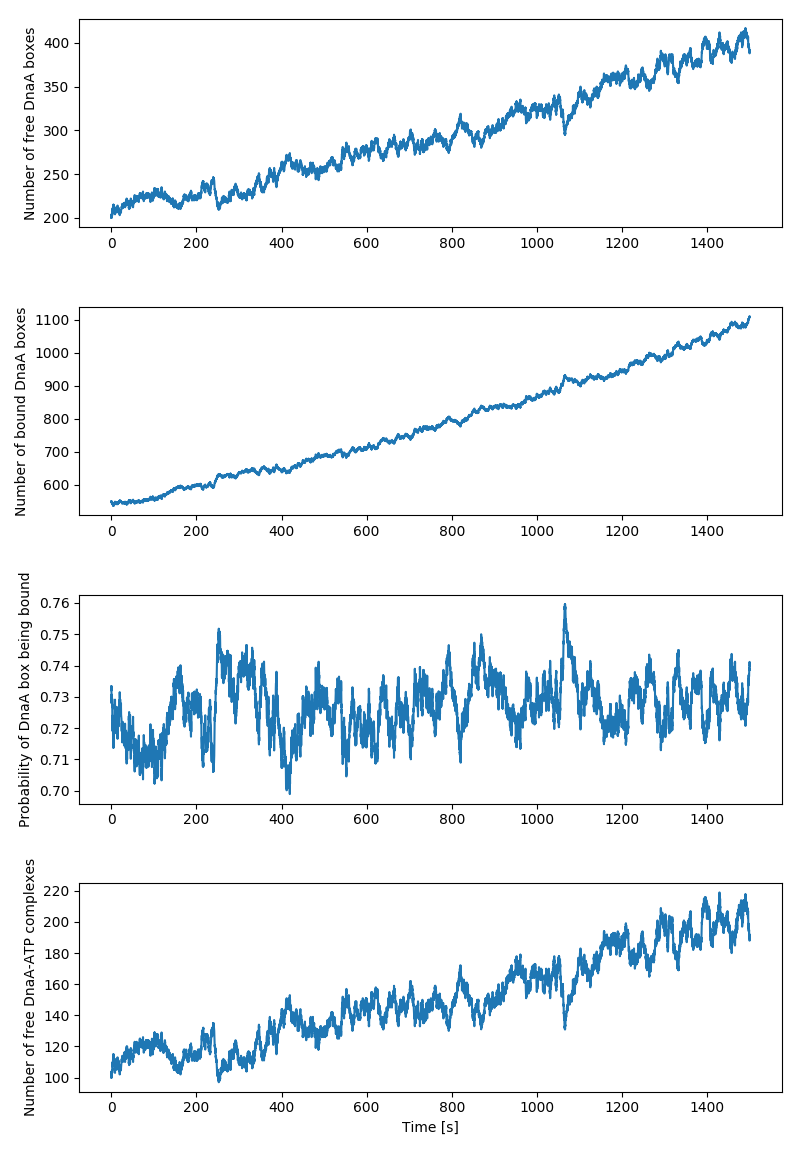 Number of free DnaA boxes
400
350
300
250
200
0 200 400 600 800 1000 1200 1400
Number of bound DnaA boxes
1100
1000
900
800
700
600
0 200 400 600 800 1000 1200 1400
Probability of DnaA box being bound
0.76
0.75
0.74
0.73
0.72
0.71
0.70
0 200 400 600 800 1000 1200 1400
Number of free DnaA-ATP complexes
220
200
180
160
140
120
100
0 200 400 600 800 1000 1200 1400
Time [s]